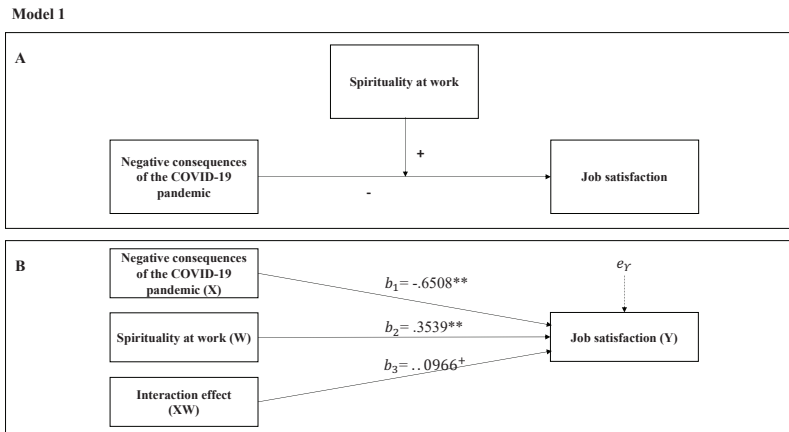 Model 1
A
Spirituality at work
Negative consequences
of the COVID-19
pandemic
+
-
Job satisfaction
B
Negative consequences
of the COVID-19
pandemic (X)
b₁= -.6508**
e_Y
Spirituality at work (W)
b₂= .3539**
Job satisfaction (Y)
b₃= . . 0966⁺
Interaction effect
(XW)